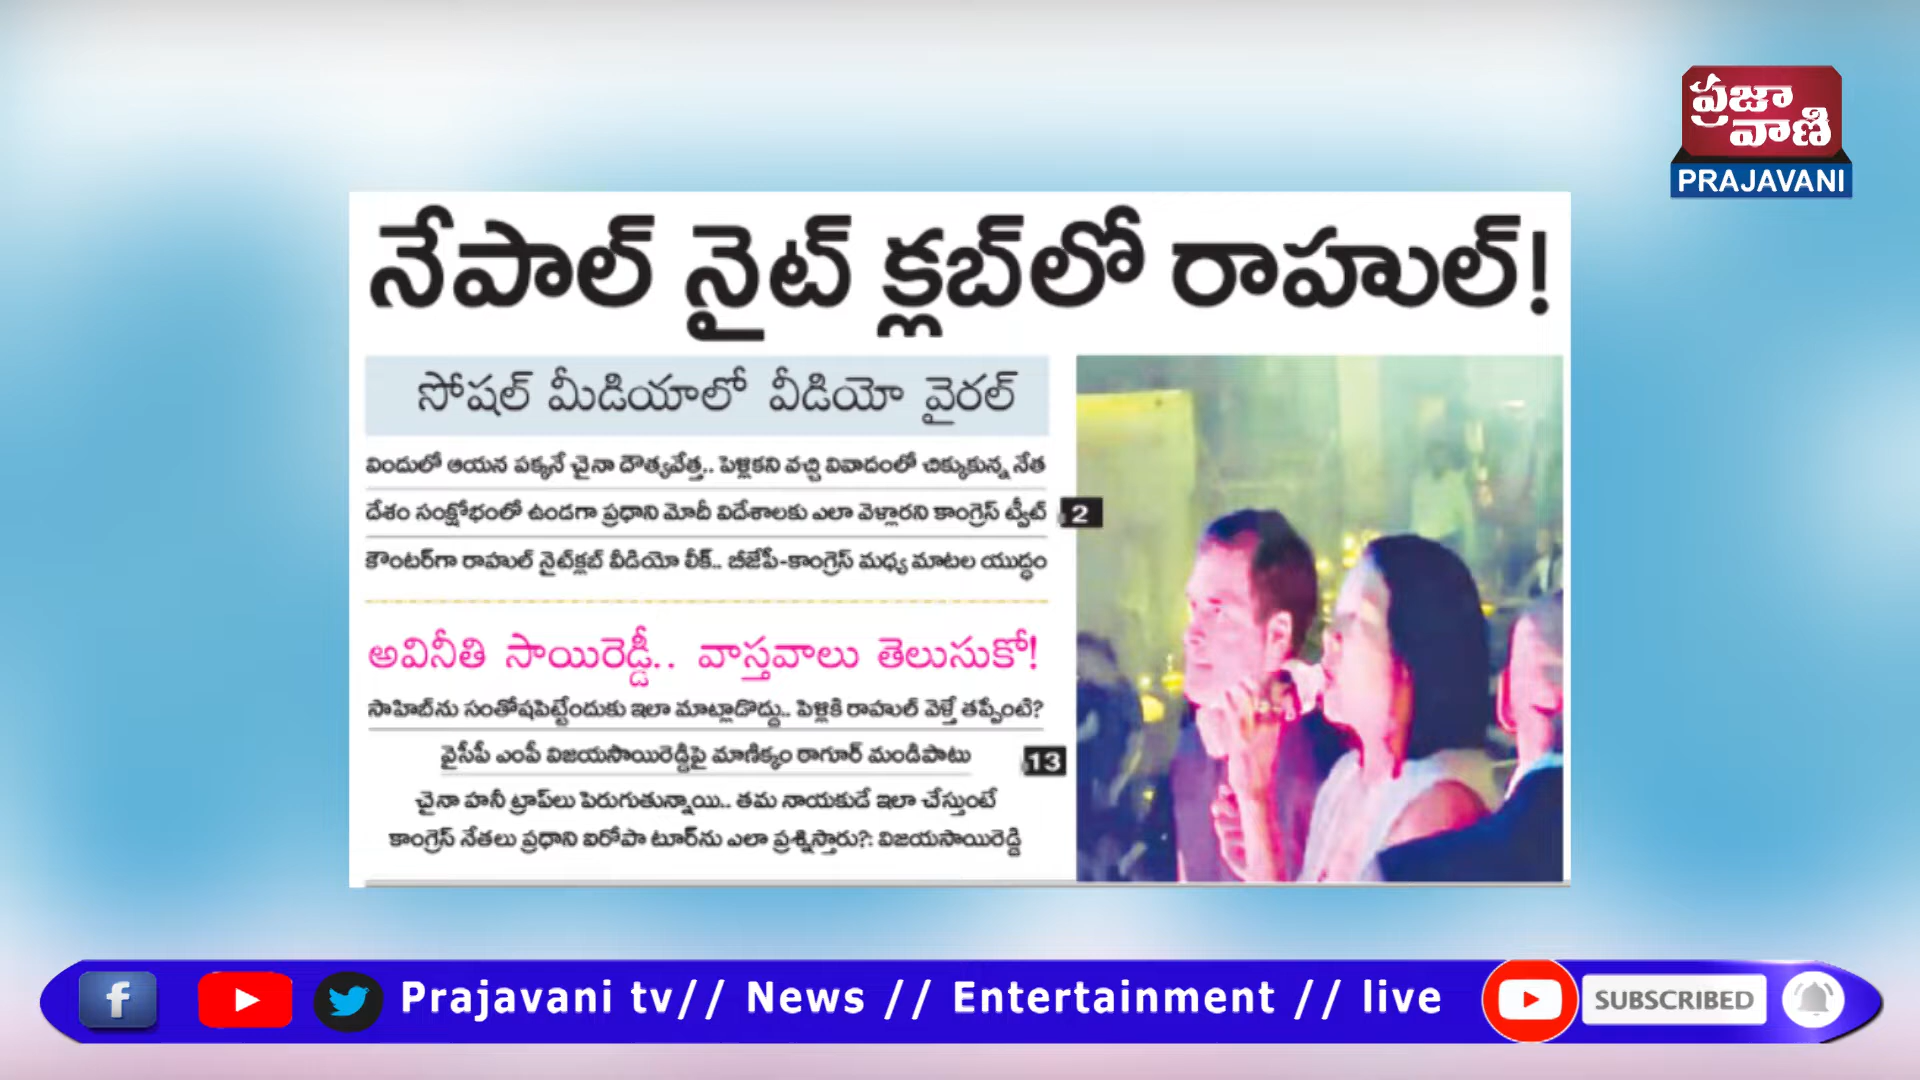 ప్రజా
వాణి
PRAJAVANI
నేపాల్ నైట్ క్లబ్‌లో రాహుల్!
సోషల్ మీడియాలో వీడియో వైరల్
విందులో ఆయన పక్కనే చైనా దౌత్యవేత్త.. పెళ్లికని వచ్చి వివాదంలో చిక్కుకున్న నేత
దేశం సంక్షోభంలో ఉండగా ప్రధాని మోదీ విదేశాలకు ఎలా వెళ్లారని కాంగ్రెస్ ట్వీట్
2
కౌంటర్‌గా రాహుల్ నైట్‌క్లబ్ వీడియో లీక్.. బీజేపీ-కాంగ్రెస్ మధ్య మాటల యుద్ధం
అవినీతి సాయిరెడ్డీ.. వాస్తవాలు తెలుసుకో!
సాహిబ్‌ను సంతోషపెట్టేందుకు ఇలా మాట్లాడొద్దు.. పెళ్లికి రాహుల్ వెళ్తే తప్పేంటి?
వైసీపీ ఎంపీ విజయసాయిరెడ్డిపై మాణిక్కం ఠాగూర్ మండిపాటు
13
చైనా హనీ ట్రాప్‌లు పెరుగుతున్నాయి.. తమ నాయకుడే ఇలా చేస్తుంటే
కాంగ్రెస్ నేతలు ప్రధాని ఐరోపా టూర్‌ను ఎలా ప్రశ్నిస్తారు?: విజయసాయిరెడ్డి
Prajavani tv// News // Entertainment // live
SUBSCRIBED